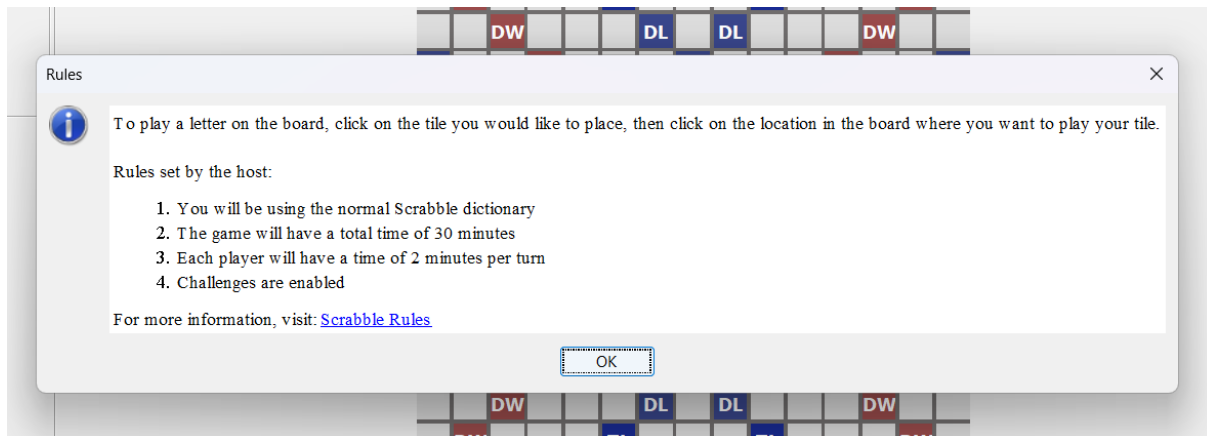 DW DL DL DW
Rules
To play a letter on the board, click on the tile you would like to place, then click on the location in the board where you want to play your tile.
Rules set by the host:
1. You will be using the normal Scrabble dictionary
2. The game will have a total time of 30 minutes
3. Each player will have a time of 2 minutes per turn
4. Challenges are enabled
For more information, visit: Scrabble Rules
OK
DW DL DL DW